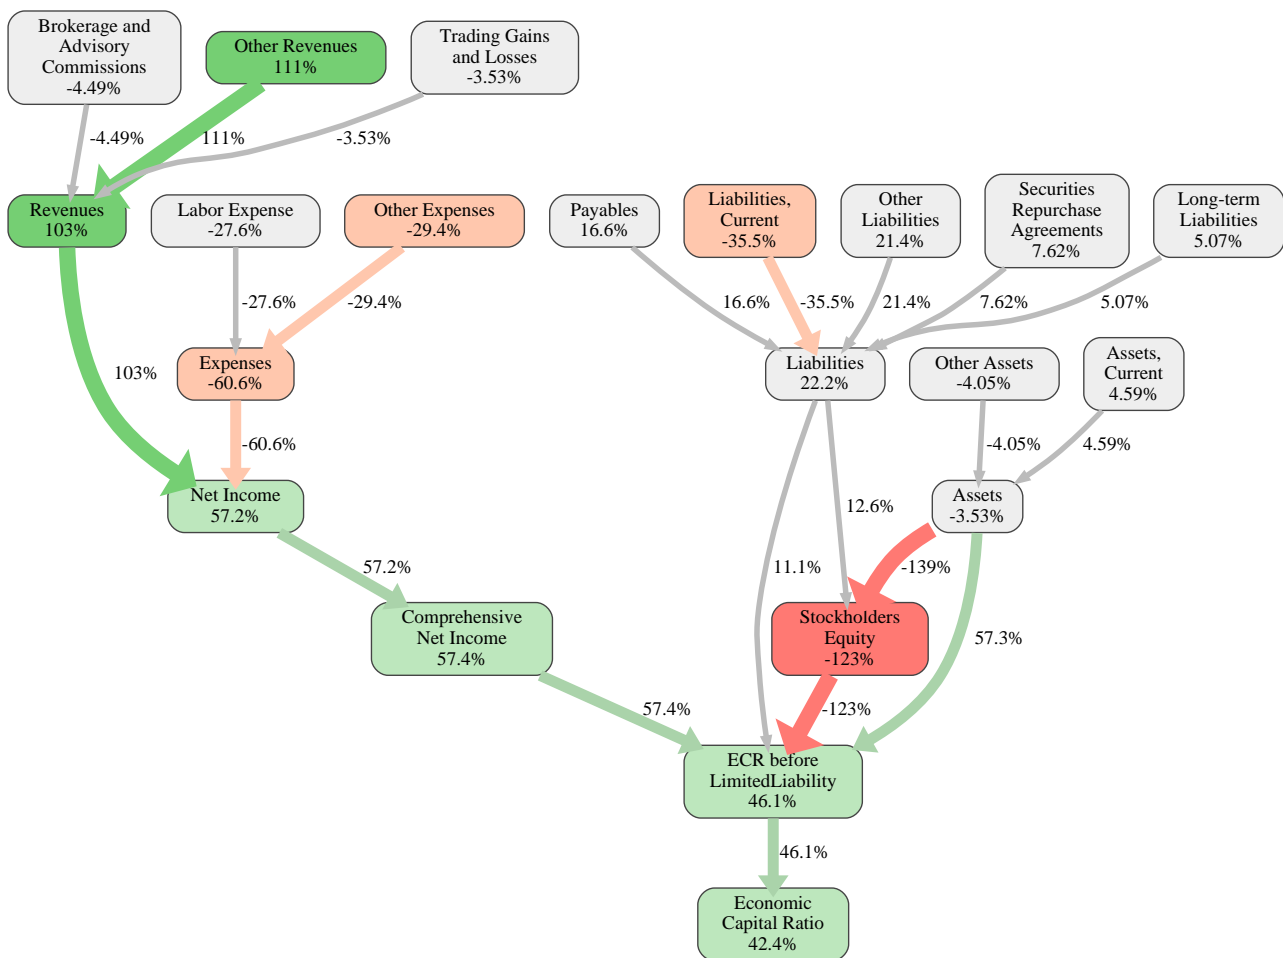 Brokerage and
Advisory
Commissions
-4.49%
Other Revenues
111%
Trading Gains
and Losses
-3.53%
-4.49%
111%
-3.53%
Revenues
103%
Labor Expense
-27.6%
Other Expenses
-29.4%
Payables
16.6%
Liabilities,
Current
-35.5%
Other
Liabilities
21.4%
Securities
Repurchase
Agreements
7.62%
Long-term
Liabilities
5.07%
-27.6%
-29.4%
16.6%
-35.5%
21.4%
7.62%
5.07%
Expenses
-60.6%
Liabilities
22.2%
Other Assets
-4.05%
Assets,
Current
4.59%
103%
-60.6%
-4.05%
4.59%
Net Income
57.2%
Assets
-3.53%
57.2%
11.1%
12.6%
-139%
57.3%
Comprehensive
Net Income
57.4%
Stockholders
Equity
-123%
57.4%
-123%
ECR before
LimitedLiability
46.1%
46.1%
Economic
Capital Ratio
42.4%